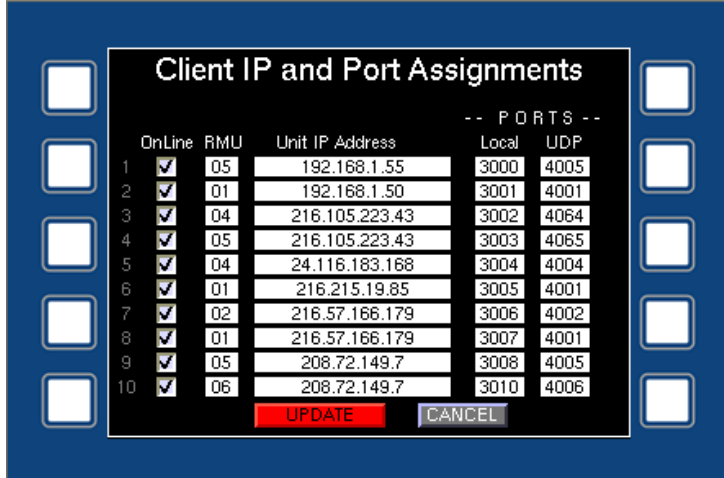 Client IP and Port Assignments
-- PORTS --
OnLine RMU Unit IP Address Local UDP
1 05 192.168.1.55 3000 4005
2 01 192.168.1.50 3001 4001
3 04 216.105.223.43 3002 4064
4 05 216.105.223.43 3003 4065
5 04 24.116.183.168 3004 4004
6 01 216.215.19.85 3005 4001
7 02 216.57.166.179 3006 4002
8 01 216.57.166.179 3007 4001
9 05 208.72.149.7 3008 4005
10 06 208.72.149.7 3010 4006
UPDATE CANCEL